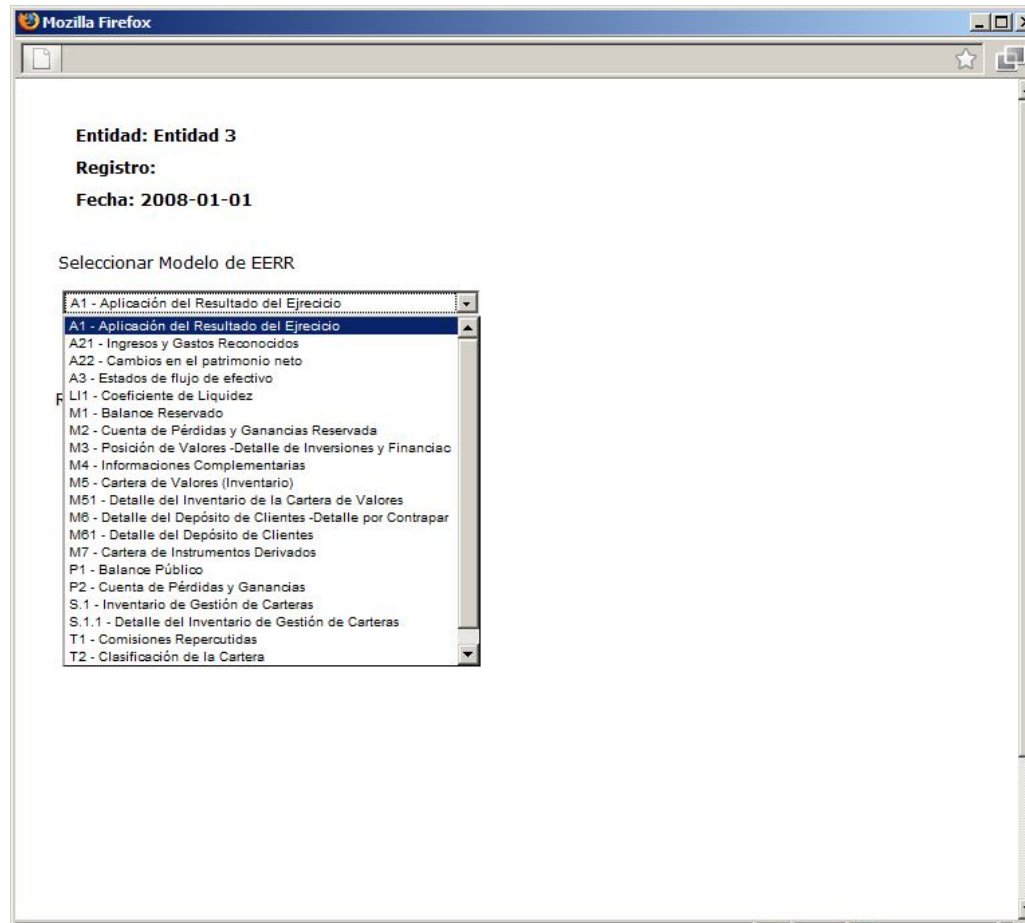 Mozilla Firefox
Entidad: Entidad 3
Registro:
Fecha: 2008-01-01
Seleccionar Modelo de EERR
A1 - Aplicación del Resultado del Ejrecicio
A1 - Aplicación del Resultado del Ejrecicio
A21 - Ingresos y Gastos Reconocidos
A22 - Cambios en el patrimonio neto
A3 - Estados de flujo de efectivo
LI1 - Coeficiente de Liquidez
M1 - Balance Reservado
M2 - Cuenta de Pérdidas y Ganancias Reservada
M3 - Posición de Valores -Detalle de Inversiones y Financiac
M4 - Informaciones Complementarias
M5 - Cartera de Valores (Inventario)
M51 - Detalle del Inventario de la Cartera de Valores
M6 - Detalle del Depósito de Clientes -Detalle por Contrapar
M61 - Detalle del Depósito de Clientes
M7 - Cartera de Instrumentos Derivados
P1 - Balance Público
P2 - Cuenta de Pérdidas y Ganancias
S.1 - Inventario de Gestión de Carteras
S.1.1 - Detalle del Inventario de Gestión de Carteras
T1 - Comisiones Repercutidas
T2 - Clasificación de la Cartera